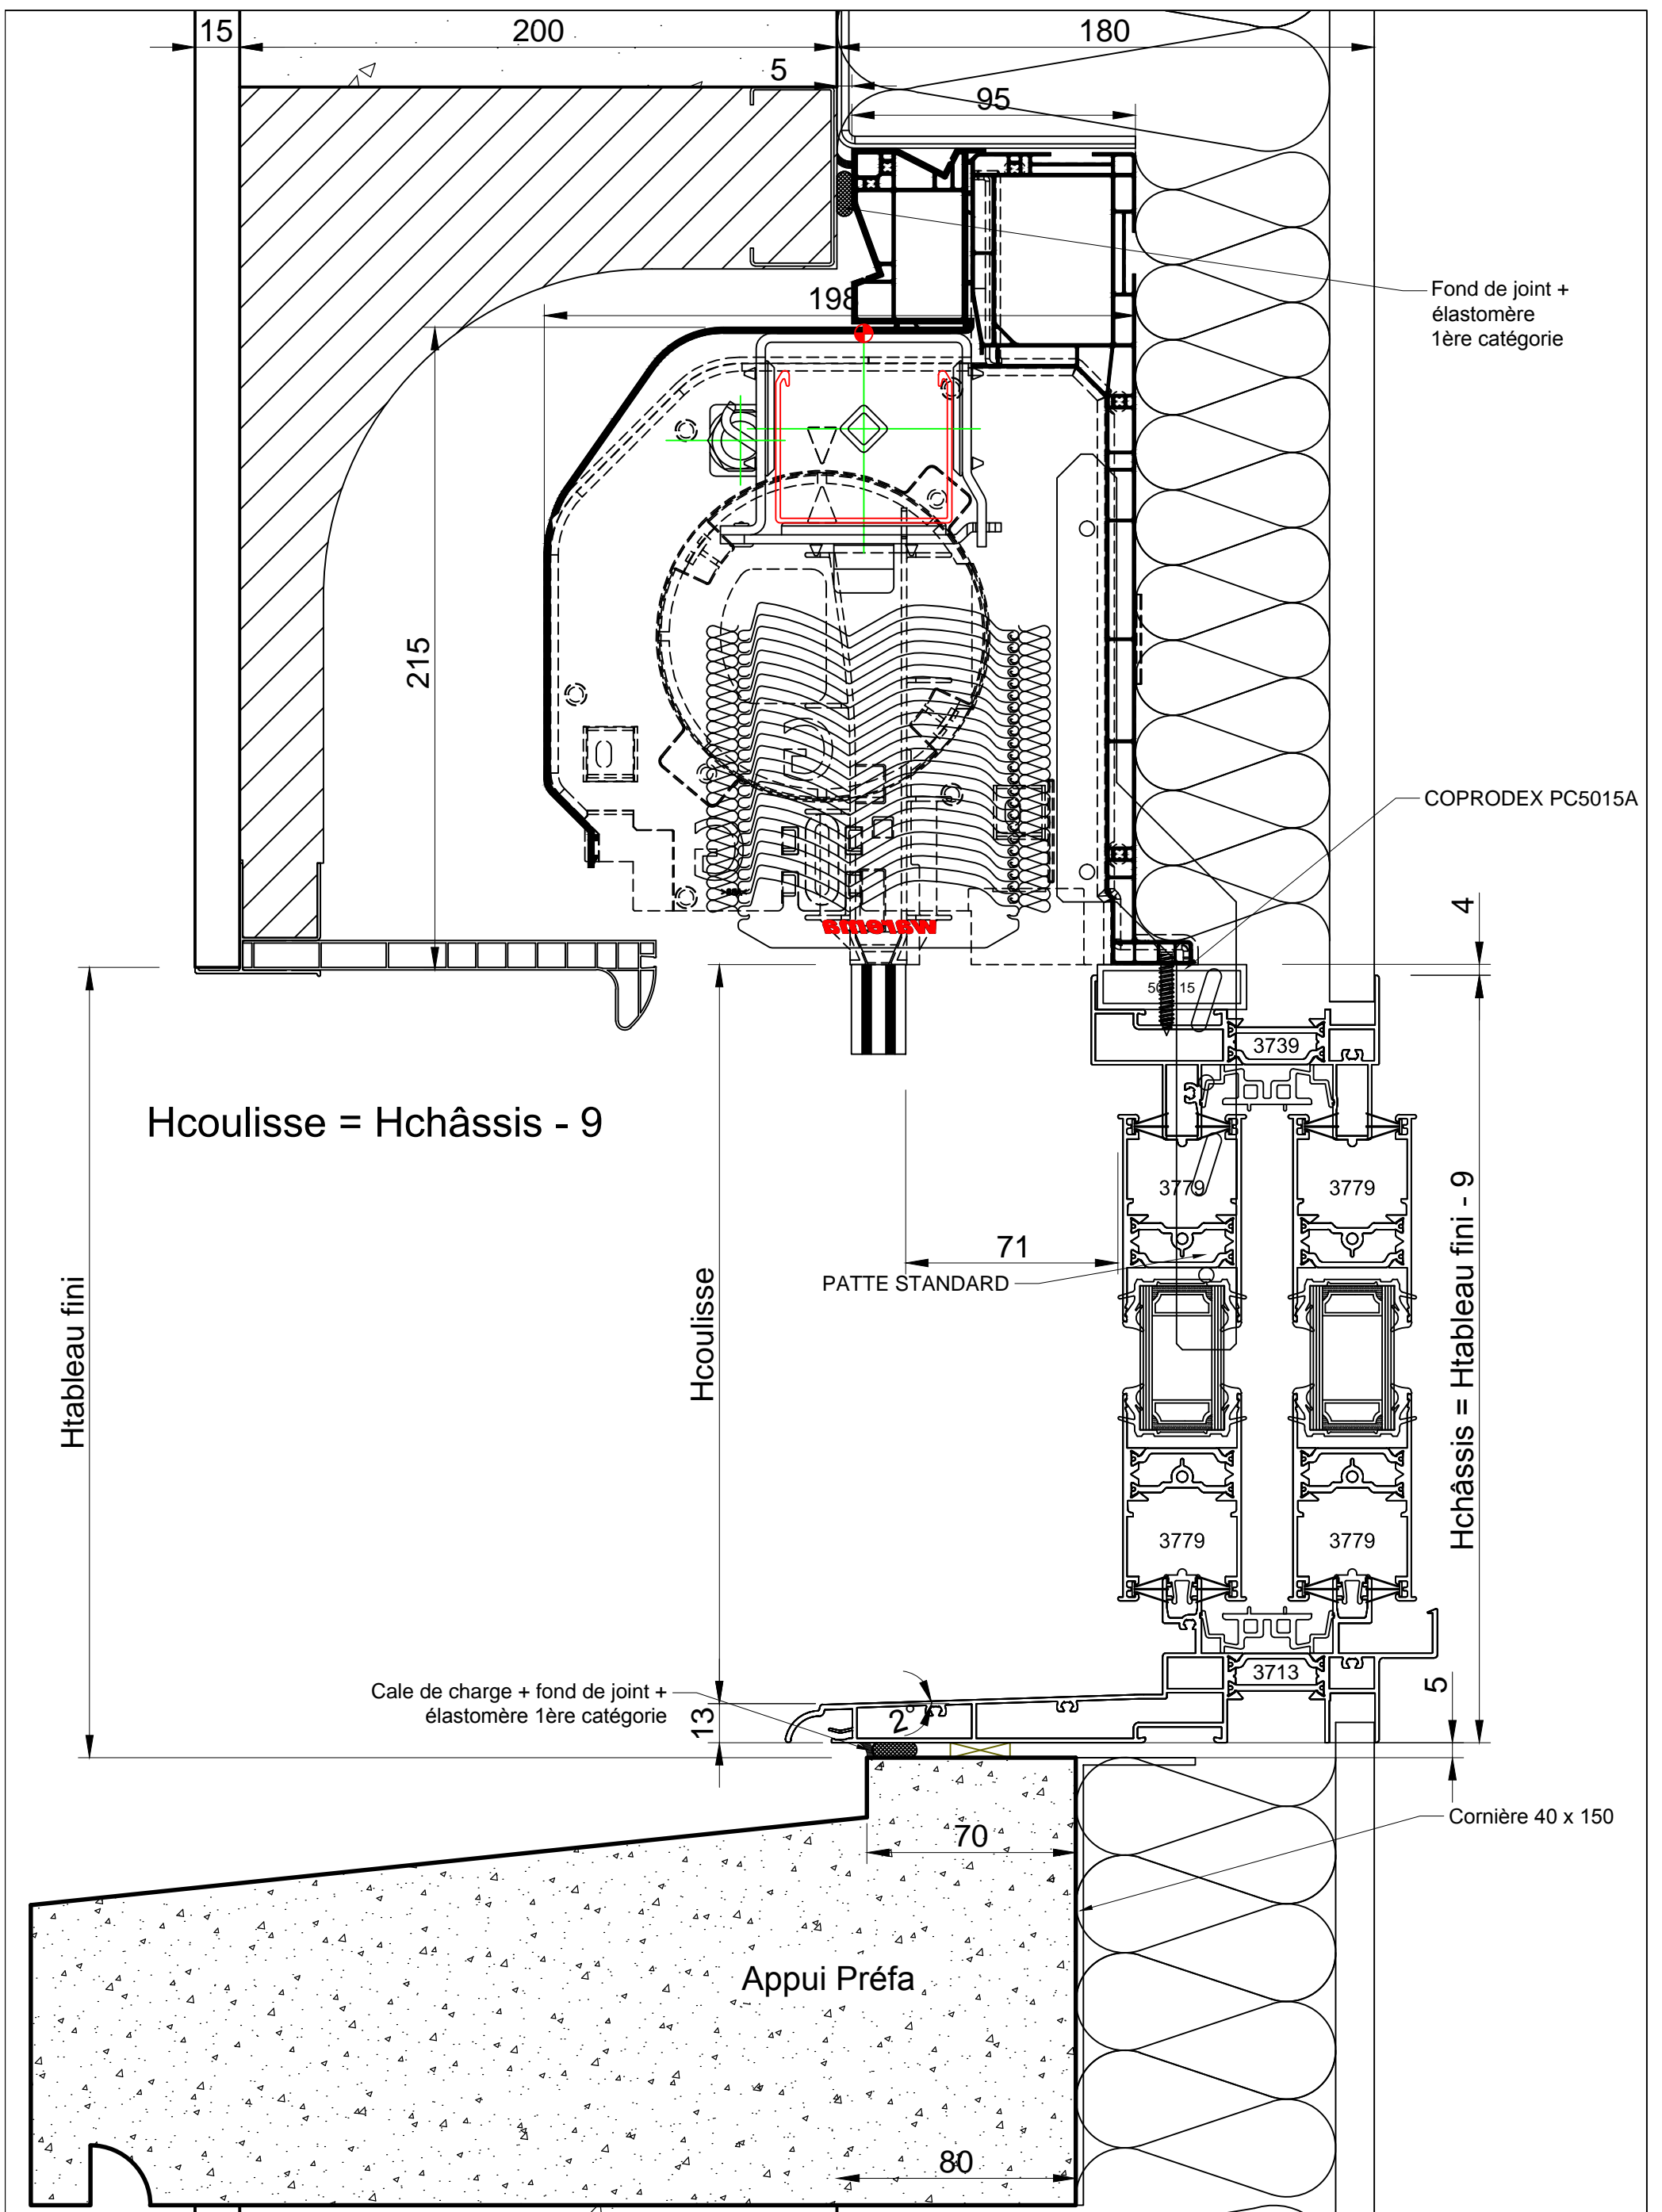 15
200
180
5
95
198
Fond de joint +
élastomère
1ère catégorie
215
COPRODEX PC5015A
4
warema
50
15
3739
Hcoulisse = Hchâssis - 9
3779
3779
71
PATTE STANDARD
Htableau fini
Hcoulisse
Hchâssis = Htableau fini - 9
3779
3779
3713
5
Cale de charge + fond de joint +
élastomère 1ère catégorie
13
2°
Cornière 40 x 150
70
Appui Préfa
80